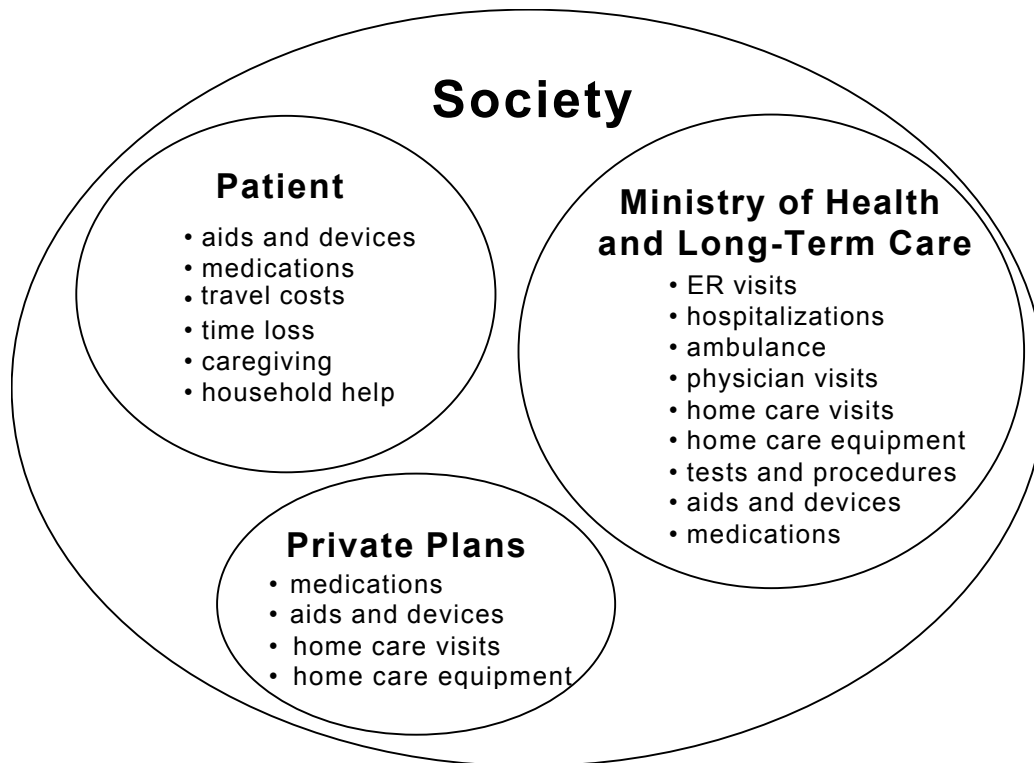 Society
Patient
• aids and devices
• medications
• travel costs
• time loss
• caregiving
• household help
Ministry of Health
and Long-Term Care
• ER visits
• hospitalizations
• ambulance
• physician visits
• home care visits
• home care equipment
• tests and procedures
• aids and devices
• medications
Private Plans
• medications
• aids and devices
• home care visits
• home care equipment